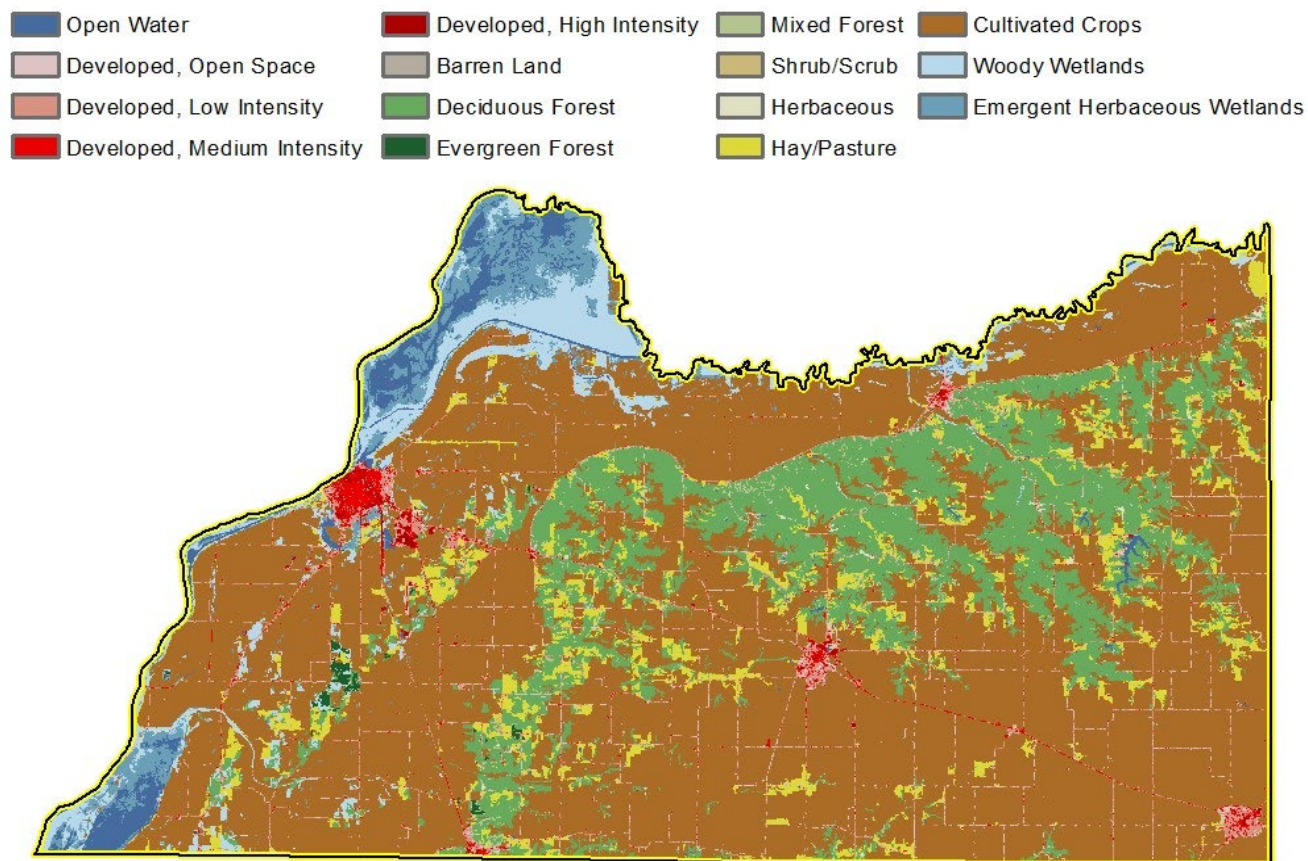 Open Water
Developed, Open Space
Developed, Low Intensity
Developed, Medium Intensity
Developed, High Intensity
Barren Land
Deciduous Forest
Evergreen Forest
Mixed Forest
Shrub/Scrub
Herbaceous
Hay/Pasture
Cultivated Crops
Woody Wetlands
Emergent Herbaceous Wetlands